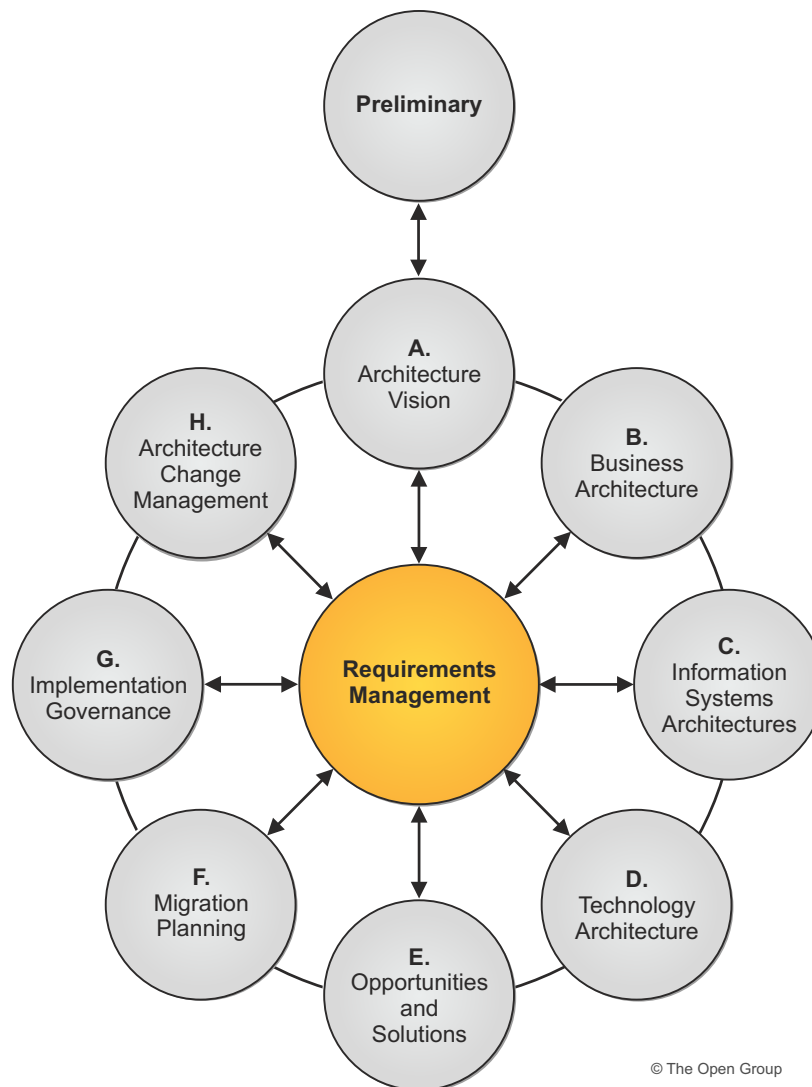 Preliminary
A.
Architecture
Vision
H.
Architecture
Change
Management
B.
Business
Architecture
G.
Implementation
Governance
Requirements
Management
C.
Information
Systems
Architectures
F.
Migration
Planning
D.
Technology
Architecture
E.
Opportunities
and
Solutions
© The Open Group